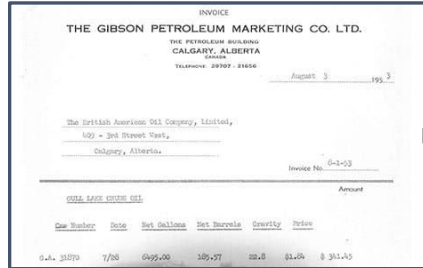 INVOICE
THE GIBSON PETROLEUM MARKETING CO. LTD.
THE PETROLEUM BUILDING
CALGARY, ALBERTA
CANADA
TELEPHONE 29707 - 21656
August 3 1953
The British American Oil Company, Limited,
409 - 3rd Street West,
Calgary, Alberta.
Invoice No. G-1-53
Amount
GULL LAKE CRUDE OIL
Car Number Date Net Gallons Net Barrels Gravity Price
G.A. 31870 7/28 6495.00 185.57 22.8 $1.84 $ 341.45